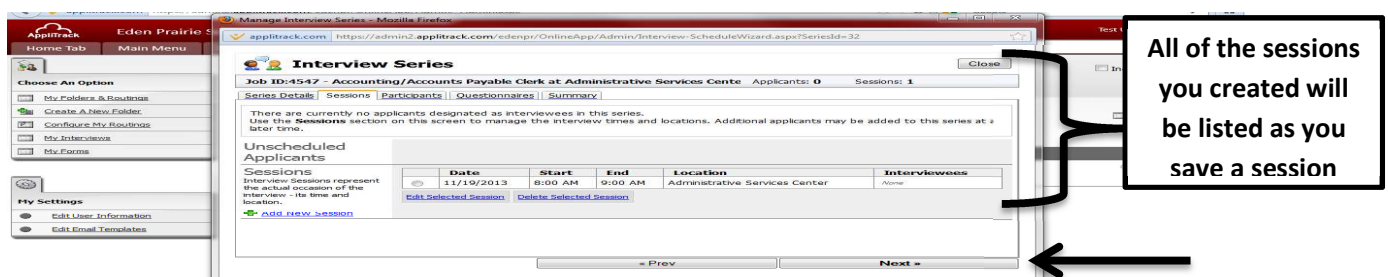 Manage Interview Series - Mozilla Firefox
AppliTrack Eden Prairie
Test
applitrack.com https://admin2.applitrack.com/edenpr/OnlineApp/Admin/Interview-ScheduleWizard.aspx?SeriesId=32
Home Tab Main Menu
Interview Series Close
Choose An Option
Job ID:4547 - Accounting/Accounts Payable Clerk at Administrative Services Cente Applicants: 0 Sessions: 1
My Folders & Routings
Series Details Sessions Participants Questionnaires Summary
Create A New Folder
Configure My Routings
My Interviews
My Forms
There are currently no applicants designated as interviewees in this series.
Use the Sessions section on this screen to manage the interview times and locations. Additional applicants may be added to this series at a
later time.
Unscheduled
Applicants
Sessions
Interview Sessions represent
the actual occasion of the
interview - its time and
location.
Add New Session
Date Start End Location Interviewees
11/19/2013 8:00 AM 9:00 AM Administrative Services Center None
Edit Selected Session Delete Selected Session
My Settings
Edit User Information
Edit Email Templates
« Prev Next »
All of the sessions
you created will
be listed as you
save a session